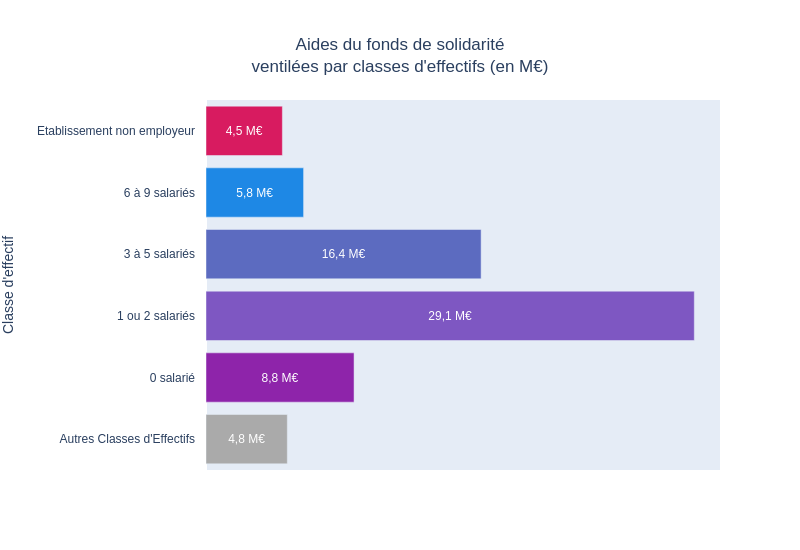 Aides du fonds de solidarité
ventilées par classes d'effectifs (en M€)
Classe d'effectif
Etablissement non employeur
4,5 M€
6 à 9 salariés
5,8 M€
3 à 5 salariés
16,4 M€
1 ou 2 salariés
29,1 M€
0 salarié
8,8 M€
Autres Classes d'Effectifs
4,8 M€